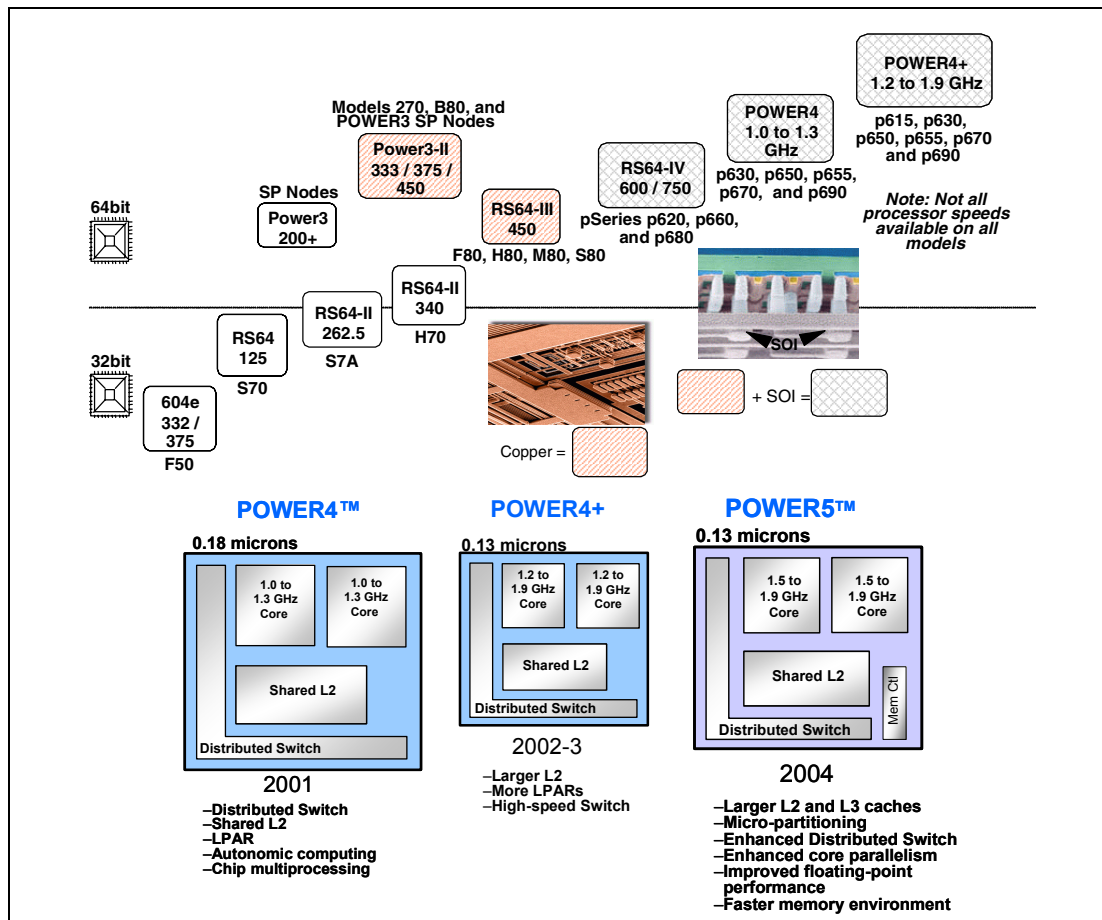 POWER4+
1.2 to 1.9 GHz
p615, p630,
p650, p655, p670
and p690
POWER4
1.0 to 1.3
GHz
p630, p650, p655,
p670, and p690
Note: Not all
processor speeds
available on all
models
Models 270, B80, and
POWER3 SP Nodes
Power3-II
333 / 375 /
450
RS64-IV
600 / 750
pSeries p620, p660,
and p680
SP Nodes
Power3
200+
RS64-III
450
F80, H80, M80, S80
64bit
RS64-II
340
H70
RS64-II
262.5
S7A
RS64
125
S70
32bit
604e
332 /
375
F50
SOI
+ SOI =
Copper =
POWER4™
0.18 microns
1.0 to
1.3 GHz
Core
1.0 to
1.3 GHz
Core
Shared L2
Distributed Switch
2001
–Distributed Switch
–Shared L2
–LPAR
–Autonomic computing
–Chip multiprocessing
POWER4+
0.13 microns
1.2 to
1.9 GHz
Core
1.2 to
1.9 GHz
Core
Shared L2
Distributed Switch
2002-3
–Larger L2
–More LPARs
–High-speed Switch
POWER5™
0.13 microns
1.5 to
1.9 GHz
Core
1.5 to
1.9 GHz
Core
Shared L2
Mem Ctl
Distributed Switch
2004
–Larger L2 and L3 caches
–Micro-partitioning
–Enhanced Distributed Switch
–Enhanced core parallelism
–Improved floating-point
performance
–Faster memory environment